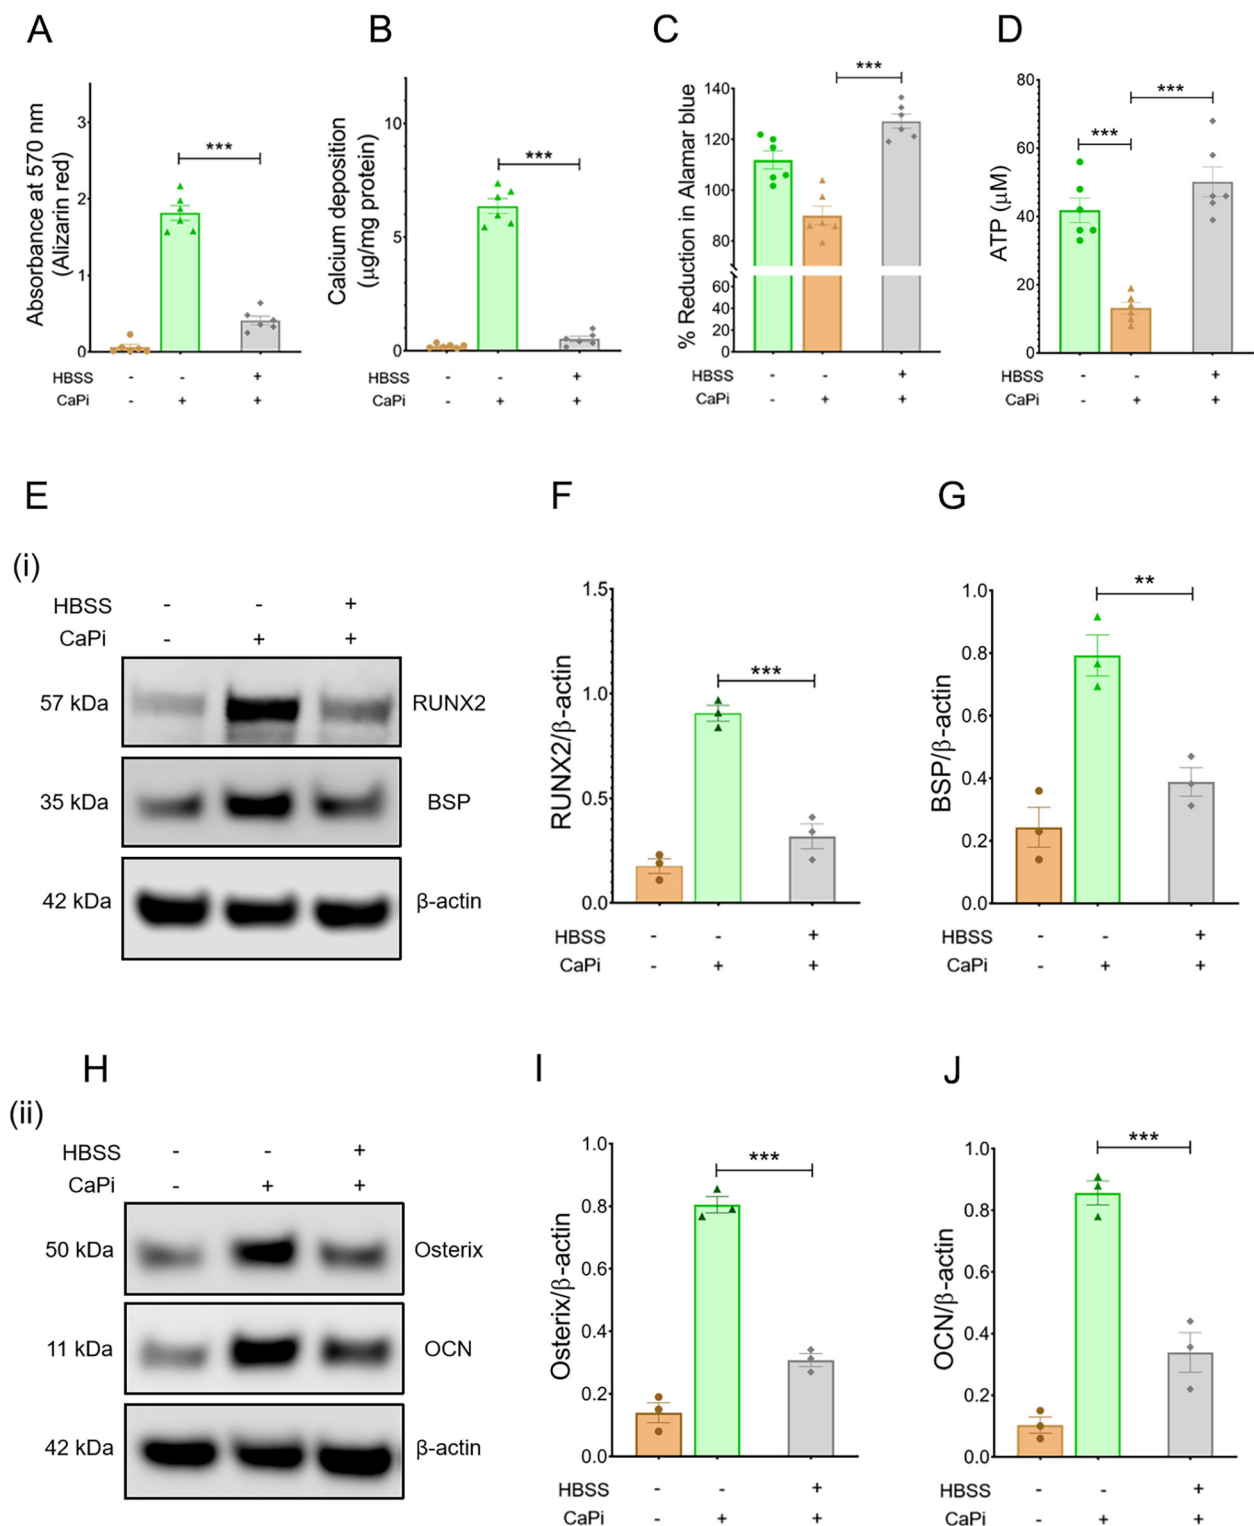 A
B
C
D
Absorbance at 570 nm
(Alizarin red)
3
2
1
0
***
HBSS - - +
CaPi - + +
Calcium deposition
(μg/mg protein)
10
5
0
***
HBSS - - +
CaPi - + +
% Reduction in Alamar blue
140
120
100
80
60
40
20
0
***
HBSS - - +
CaPi - + +
ATP (μM)
80
60
40
20
0
***
***
HBSS - - +
CaPi - + +
E
F
G
(i)
HBSS - - +
CaPi - + +
57 kDa RUNX2
35 kDa BSP
42 kDa β-actin
RUNX2/β-actin
1.5
1.0
0.5
0.0
***
HBSS - - +
CaPi - + +
BSP/β-actin
1.0
0.8
0.6
0.4
0.2
0.0
**
HBSS - - +
CaPi - + +
H
I
J
(ii)
HBSS - - +
CaPi - + +
50 kDa Osterix
11 kDa OCN
42 kDa β-actin
Osterix/β-actin
1.0
0.8
0.6
0.4
0.2
0.0
***
HBSS - - +
CaPi - + +
OCN/β-actin
1.0
0.8
0.6
0.4
0.2
0.0
***
HBSS - - +
CaPi - + +